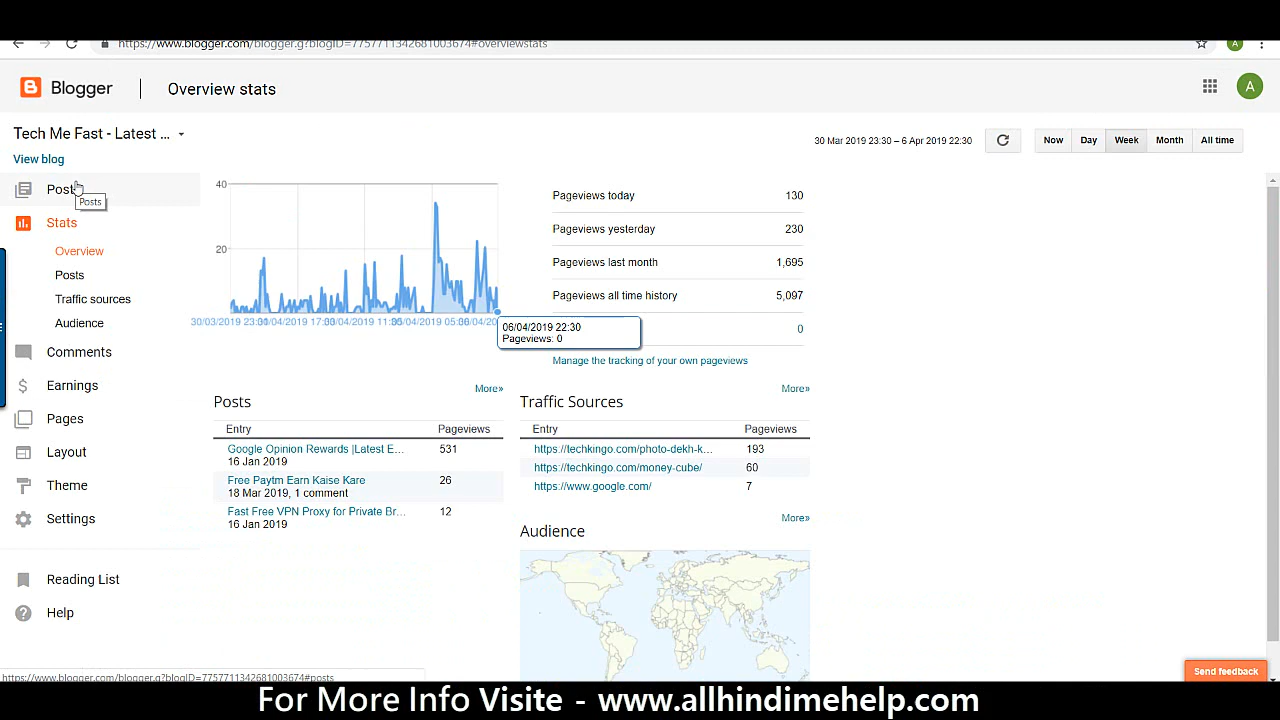 https://www.blogger.com/blogger.g?blogID=7757711342681003674#overviewstats
A
Blogger
Overview stats
A
Tech Me Fast - Latest ...
30 Mar 2019 23:30 – 6 Apr 2019 22:30
Now
Day
Week
Month
All time
View blog
Posts
Posts
Stats
Overview
Posts
Traffic sources
Audience
Comments
Earnings
Pages
Layout
Theme
Settings
Reading List
Help
40
20
06/04/2019 22:30
Pageviews: 0
Pageviews today 130
Pageviews yesterday 230
Pageviews last month 1,695
Pageviews all time history 5,097
0
Manage the tracking of your own pageviews
More»
Posts
Entry Pageviews
Google Opinion Rewards |Latest E... 531
16 Jan 2019
Free Paytm Earn Kaise Kare 26
18 Mar 2019, 1 comment
Fast Free VPN Proxy for Private Br... 12
16 Jan 2019
More»
Traffic Sources
Entry Pageviews
https://techkingo.com/photo-dekh-k... 193
https://techkingo.com/money-cube/ 60
https://www.google.com/ 7
More»
Audience
Send feedback
https://www.blogger.com/blogger.g?blogID=7757711342681003674#posts
For More Info Visite - www.allhindimehelp.com